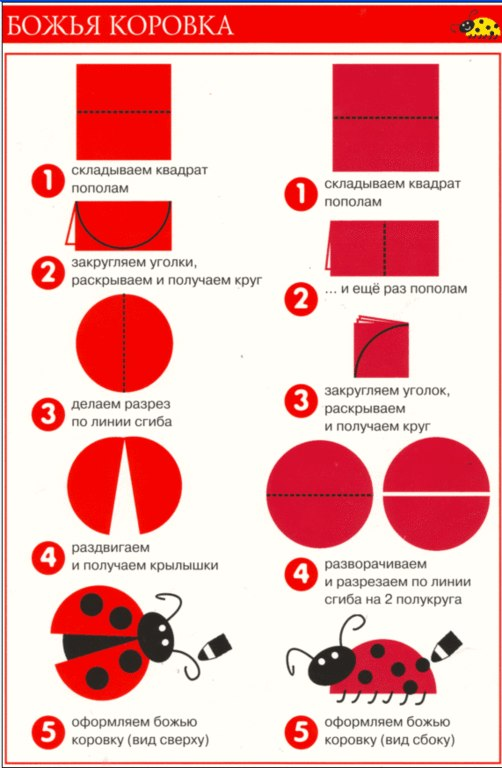 БОЖЬЯ КОРОВКА
1
складываем квадрат
пополам
2
закругляем уголки,
раскрываем и получаем круг
3
делаем разрез
по линии сгиба
4
раздвигаем
и получаем крылышки
5
оформляем божью
коровку (вид сверху)
1
складываем квадрат
пополам
2
... и ещё раз пополам
3
закругляем уголок,
раскрываем
и получаем круг
4
разворачиваем
и разрезаем по линии
сгиба на 2 полукруга
5
оформляем божью
коровку (вид сбоку)